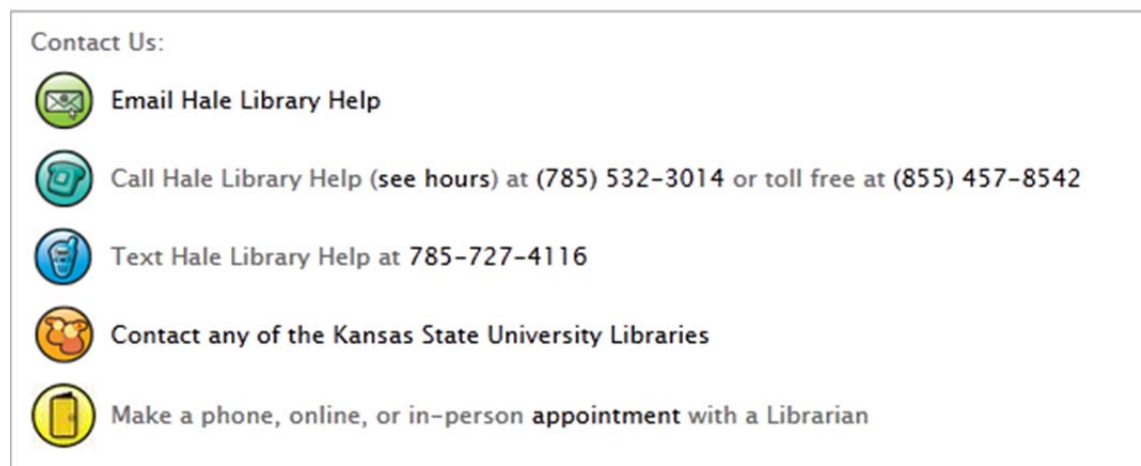 Contact Us:
Email Hale Library Help
Call Hale Library Help (see hours) at (785) 532-3014 or toll free at (855) 457-8542
Text Hale Library Help at 785-727-4116
Contact any of the Kansas State University Libraries
Make a phone, online, or in-person appointment with a Librarian